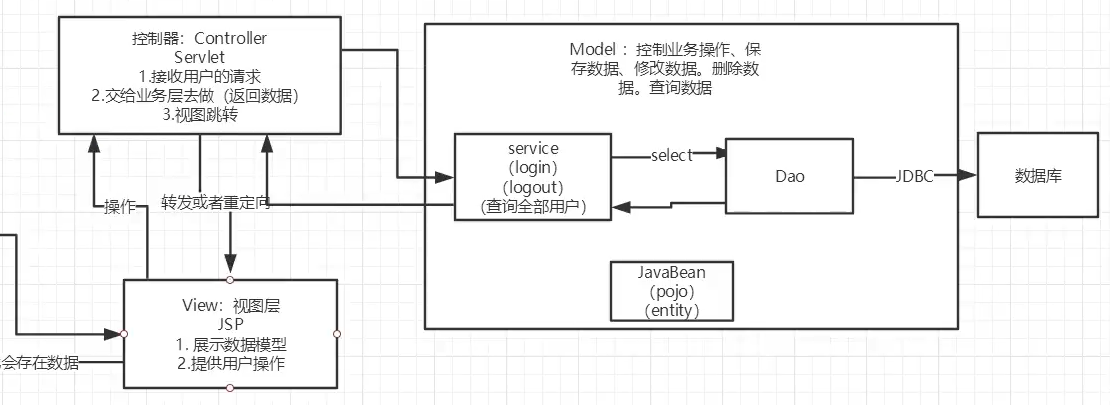 控制器：Controller
Servlet
1.接收用户的请求
2.交给业务层去做（返回数据）
3.视图跳转
Model ：控制业务操作、保
存数据、修改数据。删除数
据。查询数据
service
（login）
（logout）
（查询全部用户）
select
Dao
JDBC
数据库
操作
转发或者重定向
JavaBean
（pojo）
（entity）
View：视图层
JSP
1. 展示数据模型
2.提供用户操作
会存在数据